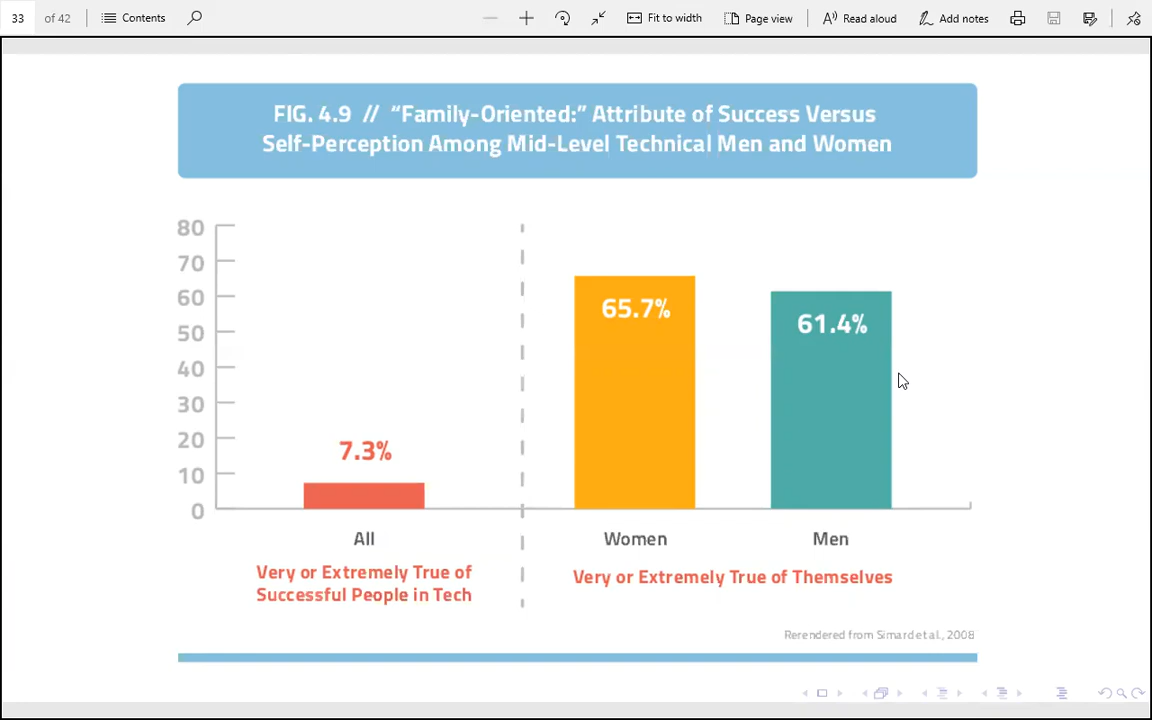 33 of 42 Contents Fit to width Page view Read aloud Add notes
FIG. 4.9 // “Family-Oriented:” Attribute of Success Versus
Self-Perception Among Mid-Level Technical Men and Women
80
70
60
50
40
30
20
10
0
7.3%
65.7%
61.4%
All
Women
Men
Very or Extremely True of
Successful People in Tech
Very or Extremely True of Themselves
Rerendered from Simard et al., 2008